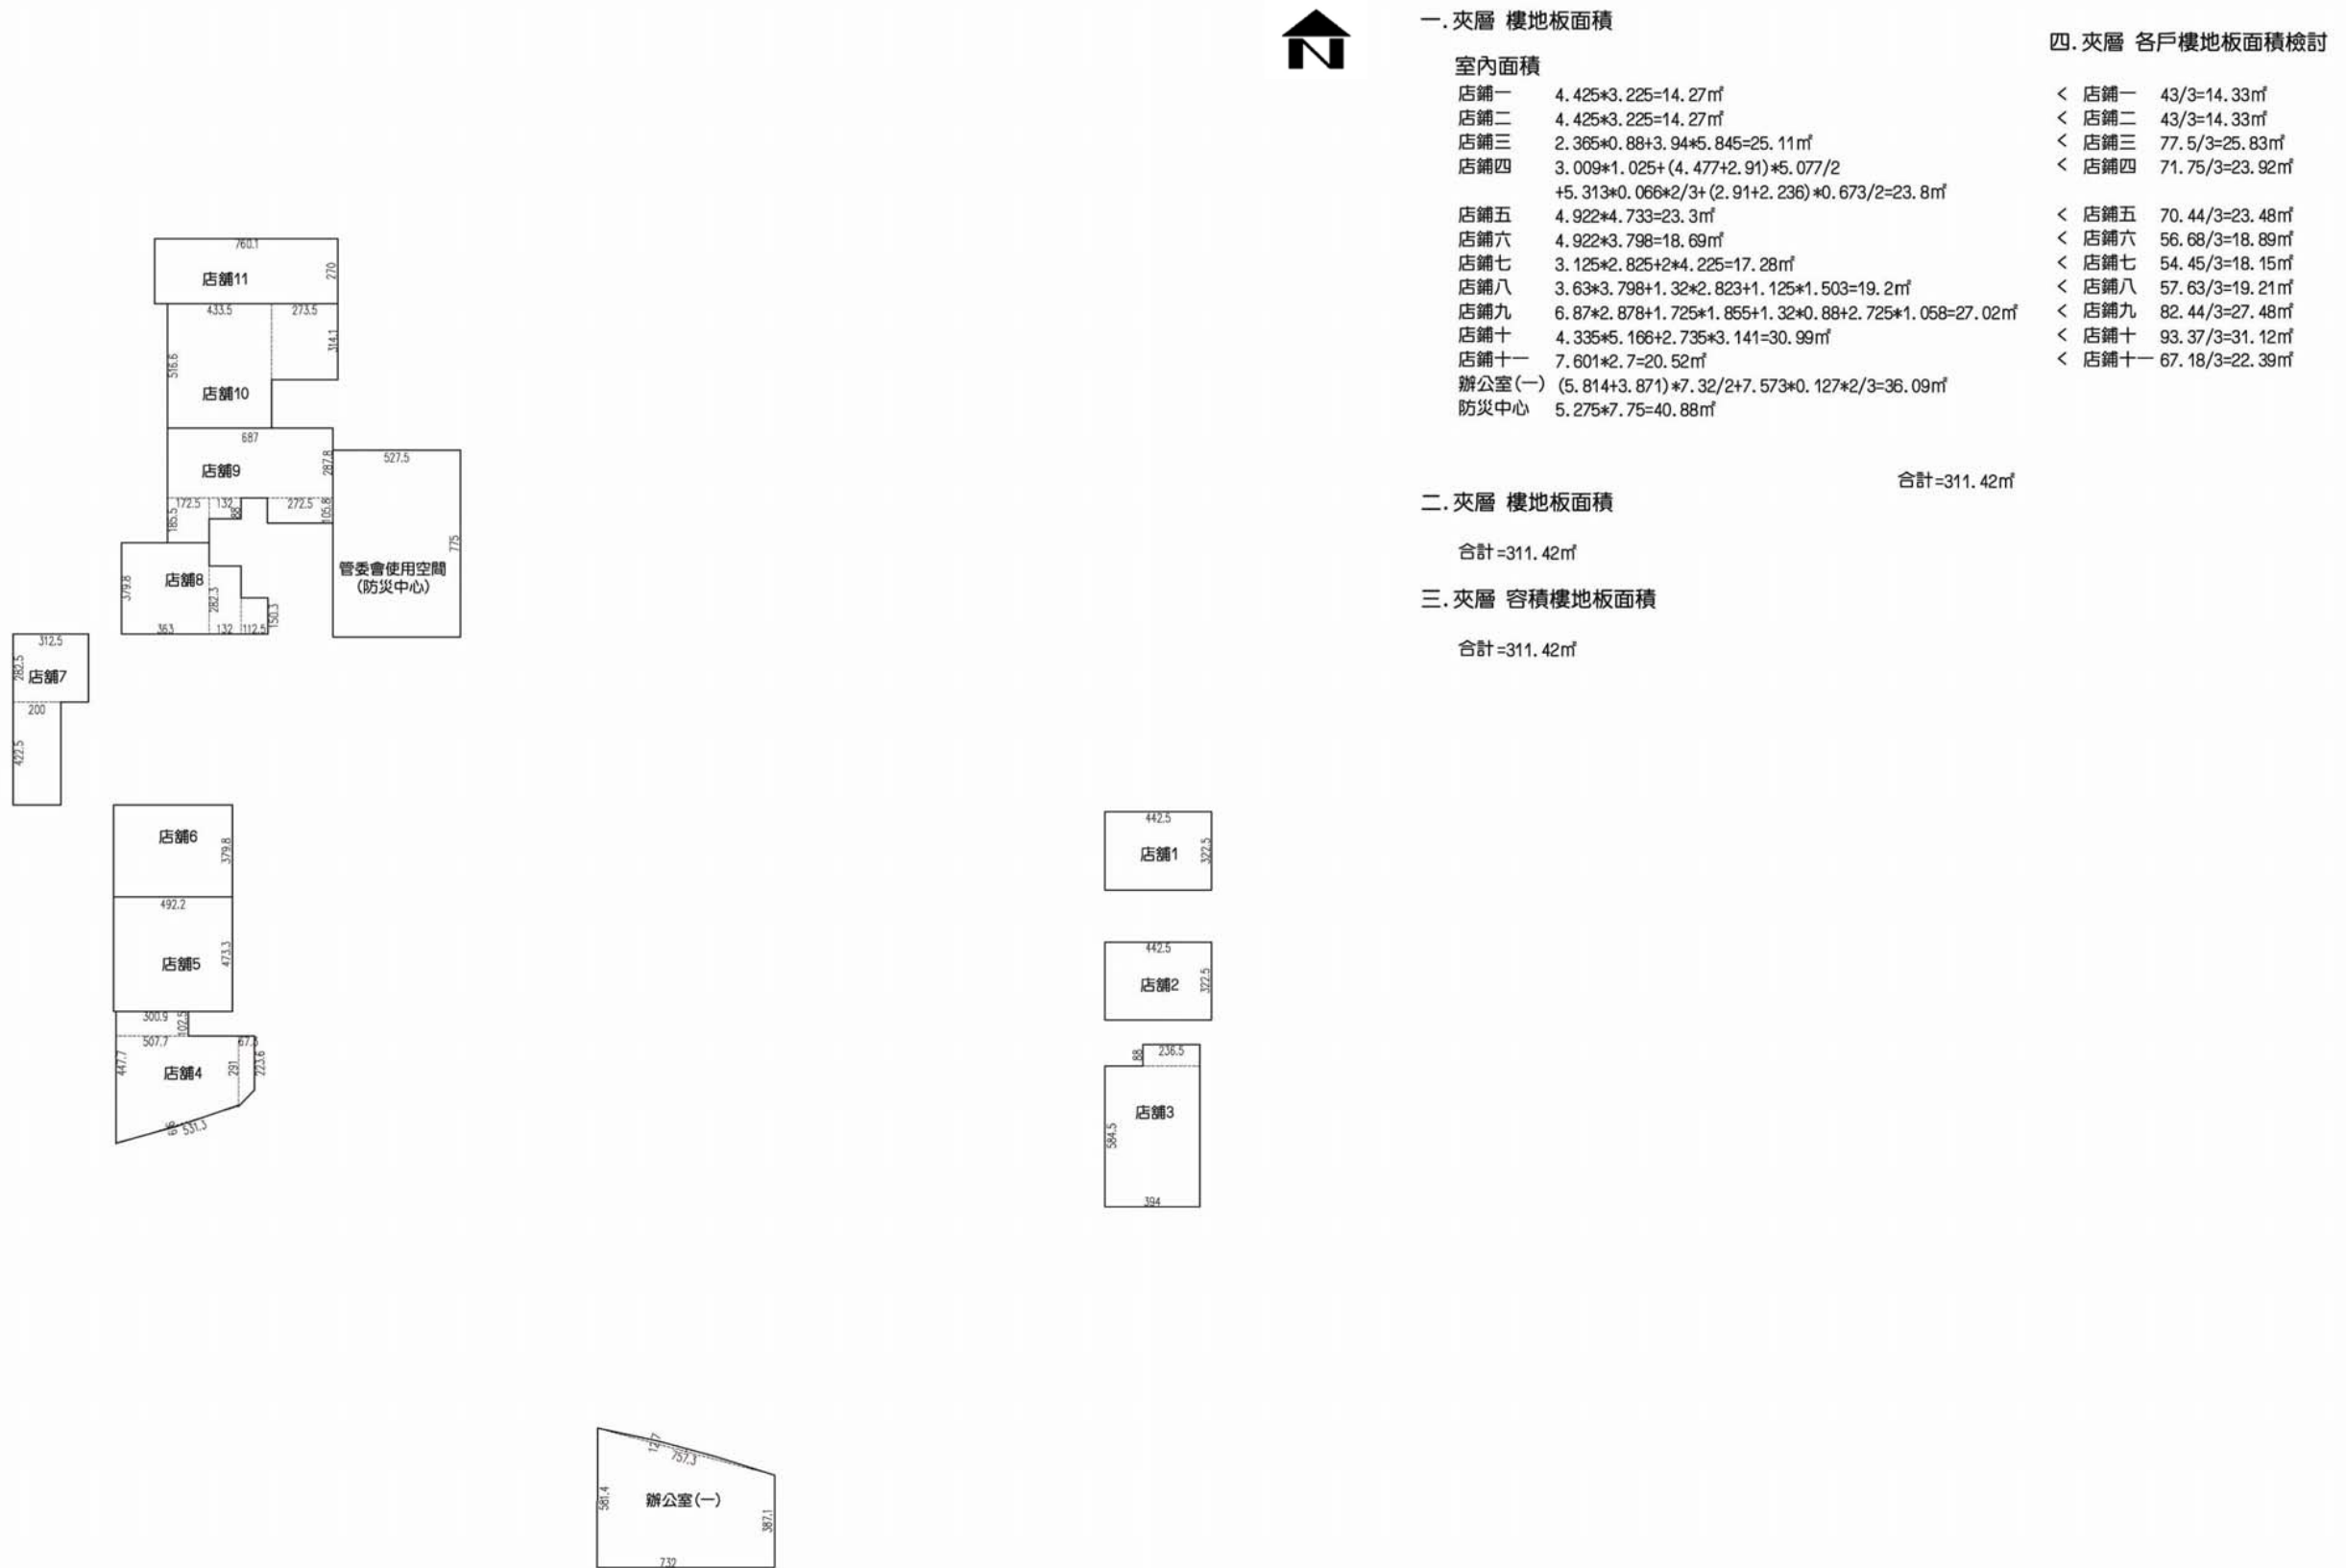 N
一.夾層 樓地板面積
室內面積
店鋪一 4.425*3.225=14.27㎡
店鋪二 4.425*3.225=14.27㎡
店鋪三 2.365*0.88+3.94*5.845=25.11㎡
店鋪四 3.009*1.025+(4.477+2.91)*5.077/2
+5.313*0.066*2/3+(2.91+2.236)*0.673/2=23.8㎡
店鋪五 4.922*4.733=23.3㎡
店鋪六 4.922*3.798=18.69㎡
店鋪七 3.125*2.825+2*4.225=17.28㎡
店鋪八 3.63*3.798+1.32*2.823+1.125*1.503=19.2㎡
店鋪九 6.87*2.878+1.725*1.855+1.32*0.88+2.725*1.058=27.02㎡
店鋪十 4.335*5.166+2.735*3.141=30.99㎡
店鋪十一 7.601*2.7=20.52㎡
辦公室(一) (5.814+3.871)*7.32/2+7.573*0.127*2/3=36.09㎡
防災中心 5.275*7.75=40.88㎡
合計=311.42㎡
二.夾層 樓地板面積
合計=311.42㎡
三.夾層 容積樓地板面積
合計=311.42㎡
四.夾層 各戶樓地板面積檢討
< 店鋪一 43/3=14.33㎡
< 店鋪二 43/3=14.33㎡
< 店鋪三 77.5/3=25.83㎡
< 店鋪四 71.75/3=23.92㎡
< 店鋪五 70.44/3=23.48㎡
< 店鋪六 56.68/3=18.89㎡
< 店鋪七 54.45/3=18.15㎡
< 店鋪八 57.63/3=19.21㎡
< 店鋪九 82.44/3=27.48㎡
< 店鋪十 93.37/3=31.12㎡
< 店鋪十一 67.18/3=22.39㎡
760.1
270
店舖11
433.5
273.5
314.1
516.6
店舖10
687
287.8
店舖9
172.5
132
88
272.5
105.8
185.5
527.5
775
管委會使用空間
(防災中心)
店舖8
379.8
282.3
150.3
363
132
112.5
312.5
282.5
店舖7
200
422.5
店舖6
379.8
492.2
店舖5
473.3
300.9
102.5
507.7
67.3
447.7
291
223.6
店舖4
6.6
531.3
442.5
322.5
店舖1
442.5
322.5
店舖2
88
236.5
店舖3
584.5
394
12.7
757.3
581.4
辦公室(一)
387.1
732